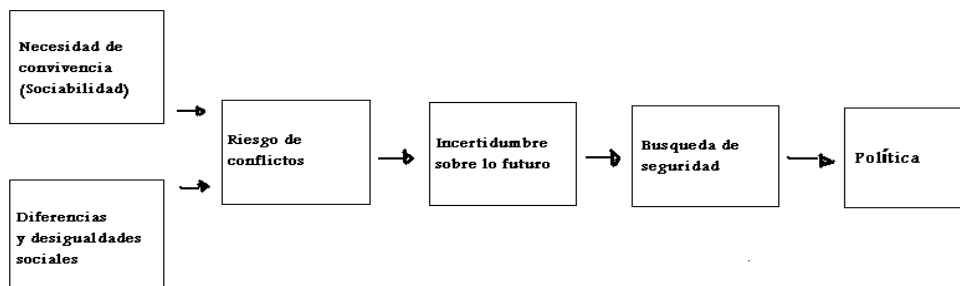 Necesidad de
convivencia
(Sociabilidad)
Diferencias
y desigualdades
sociales
Riesgo de
conflictos
Incertidumbre
sobre lo futuro
Busqueda de
seguridad
Política